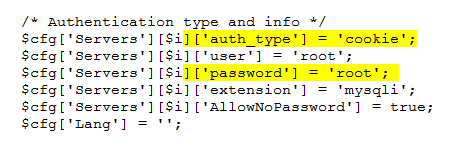 /* Authentication type and info */
$cfg['Servers'][$i]['auth_type'] = 'cookie';
$cfg['Servers'][$i]['user'] = 'root';
$cfg['Servers'][$i]['password'] = 'root';
$cfg['Servers'][$i]['extension'] = 'mysqli';
$cfg['Servers'][$i]['AllowNoPassword'] = true;
$cfg['Lang'] = '';